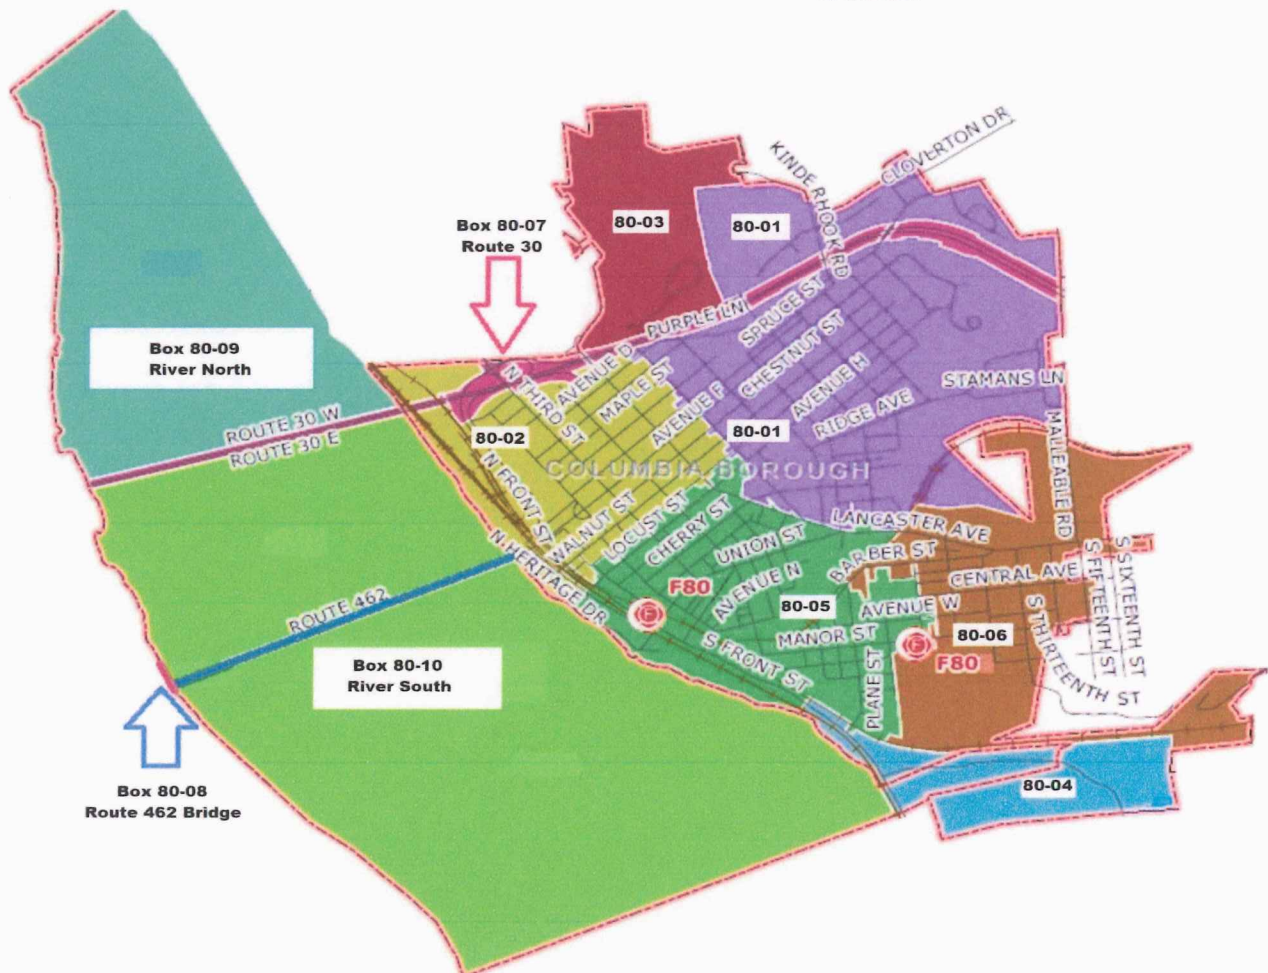 CLOVERTON DR
KINDERHOOK RD
80-03
80-01
Box 80-07
Route 30
PURPLE LN
SPRUCE ST
CHESTNUT ST
AVENUE H
RIDGE AVE
STAMANS LN
MALLEABLE RD
Box 80-09
River North
N THIRD ST
AVENUE D
MAPLE ST
AVENUE F
80-01
ROUTE 30 W
ROUTE 30 E
80-02
COLUMBIA BOROUGH
N FRONT ST
WALNUT ST
LOCUST ST
CHERRY ST
UNION ST
LANCASTER AVE
BARBER ST
N HERITAGE DR
AVENUE N
CENTRAL AVE
S FIFTEENTH ST
S SIXTEENTH ST
ROUTE 462
F80
F
80-05
AVENUE W
MANOR ST
80-06
S THIRTEENTH ST
F
F80
S FRONT ST
PLANE ST
Box 80-10
River South
Box 80-08
Route 462 Bridge
80-04